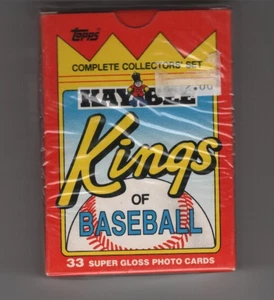 Topps
COMPLETE COLLECTORS' SET
KAY·BEE
Kings
OF
BASEBALL
33 SUPER GLOSS PHOTO CARDS